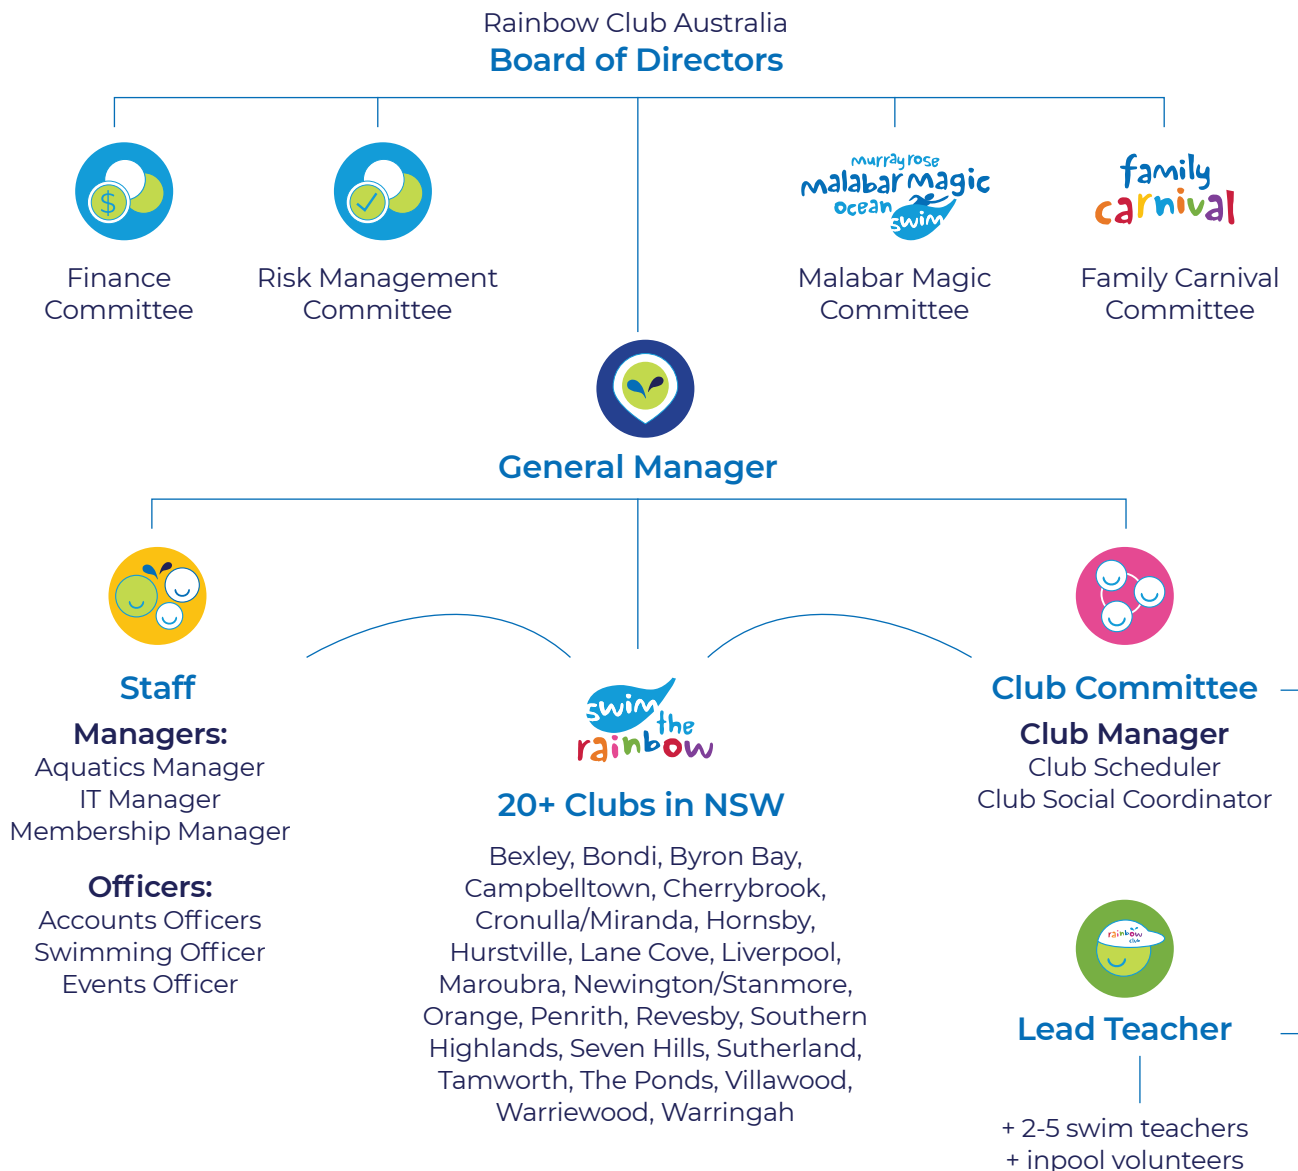 Rainbow Club Australia
Board of Directors
$
murray rose
malabar magic
ocean
swim
family
carnival
Finance
Committee
Risk Management
Committee
Malabar Magic
Committee
Family Carnival
Committee
General Manager
Staff
Managers:
Aquatics Manager
IT Manager
Membership Manager
Officers:
Accounts Officers
Swimming Officer
Events Officer
swim
the
rainbow
20+ Clubs in NSW
Bexley, Bondi, Byron Bay,
Campbelltown, Cherrybrook,
Cronulla/Miranda, Hornsby,
Hurstville, Lane Cove, Liverpool,
Maroubra, Newington/Stanmore,
Orange, Penrith, Revesby, Southern
Highlands, Seven Hills, Sutherland,
Tamworth, The Ponds, Villawood,
Warriewood, Warringah
Club Committee
Club Manager
Club Scheduler
Club Social Coordinator
rainbow
club
Lead Teacher
+ 2-5 swim teachers
+ inpool volunteers